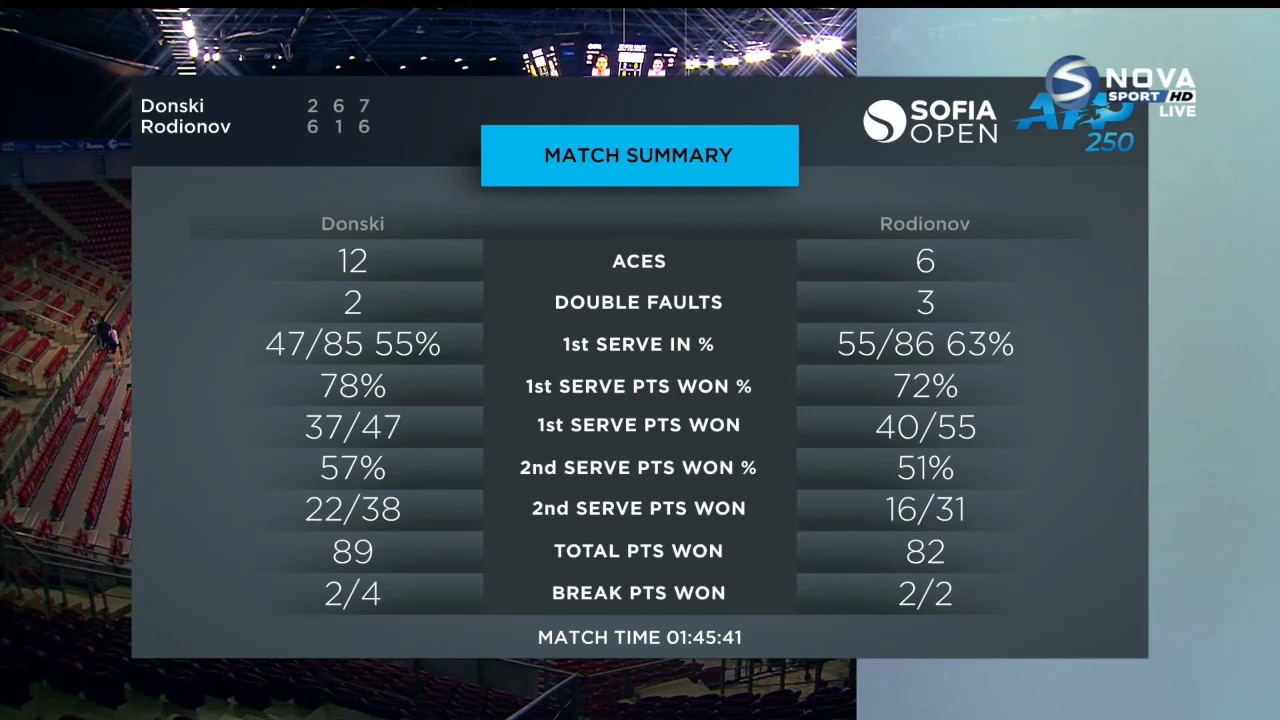 Donski 2 6 7
Rodionov 6 1 6
SOFIA
OPEN
ATP
250
NOVA
SPORT HD
LIVE
MATCH SUMMARY
Donski Rodionov
12 ACES 6
2 DOUBLE FAULTS 3
47/85 55% 1st SERVE IN % 55/86 63%
78% 1st SERVE PTS WON % 72%
37/47 1st SERVE PTS WON 40/55
57% 2nd SERVE PTS WON % 51%
22/38 2nd SERVE PTS WON 16/31
89 TOTAL PTS WON 82
2/4 BREAK PTS WON 2/2
MATCH TIME 01:45:41